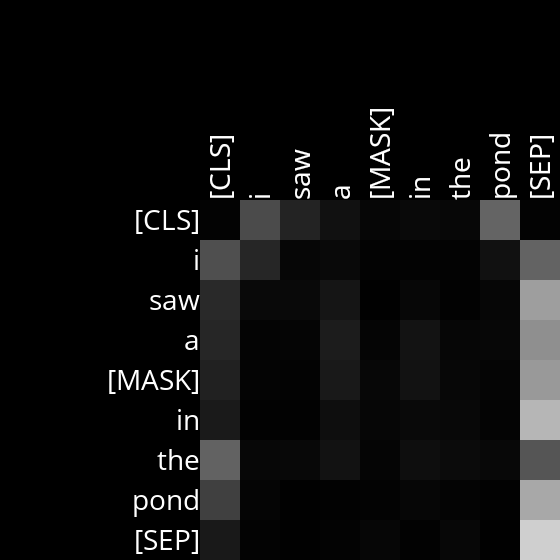 [CLS] i saw a [MASK] in the pond [SEP]
[CLS]
i
saw
a
[MASK]
in
the
pond
[SEP]